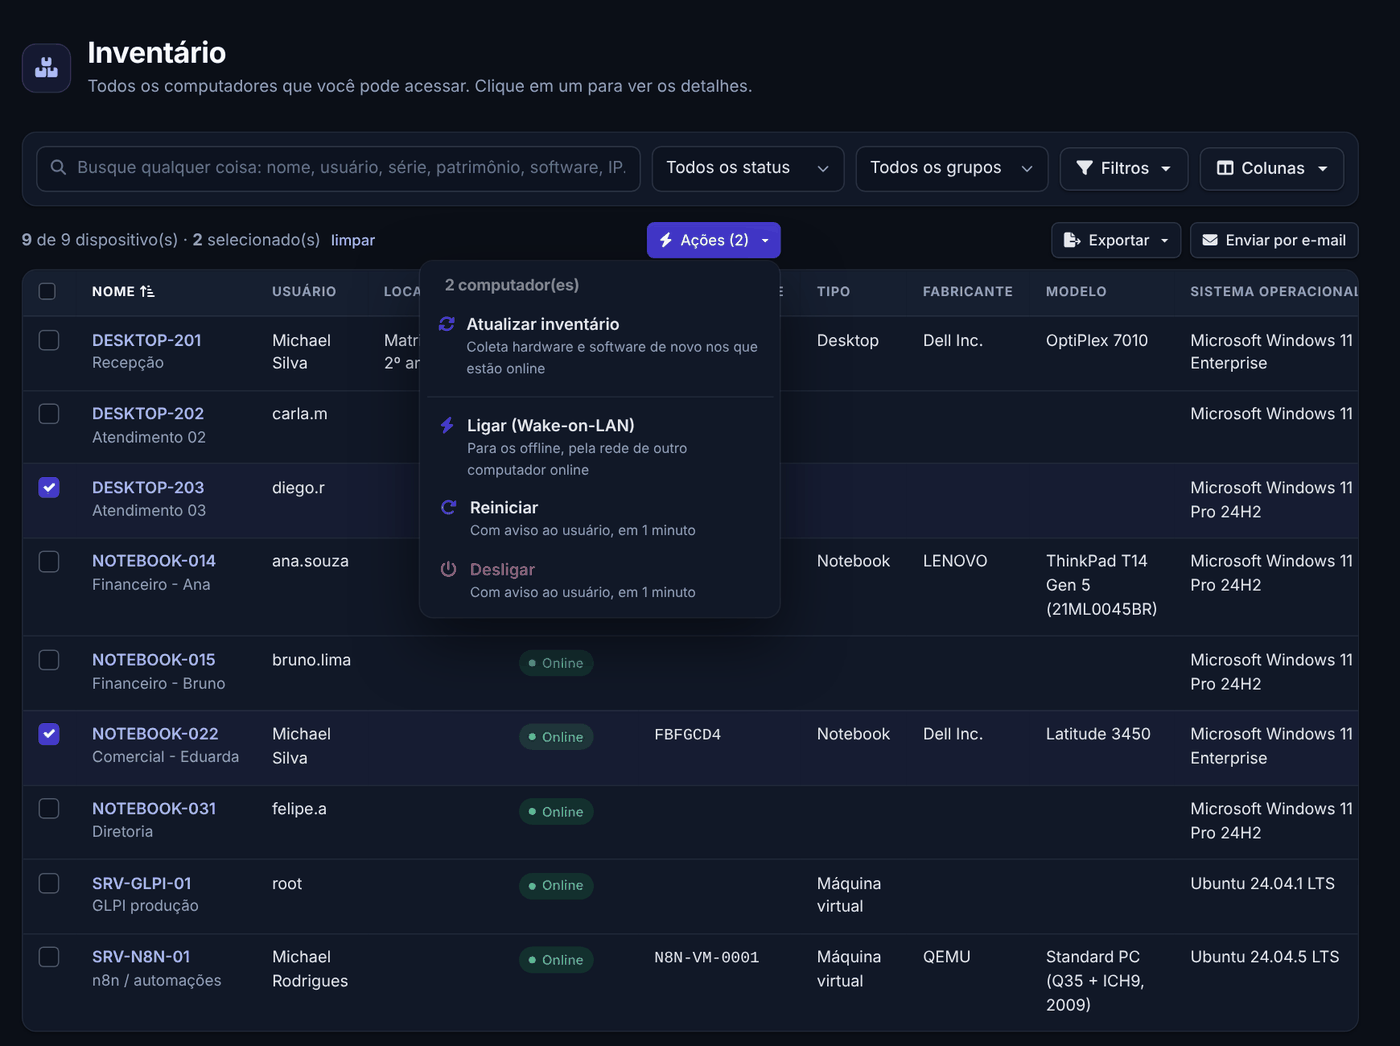 Inventário
Todos os computadores que você pode acessar. Clique em um para ver os detalhes.
Busque qualquer coisa: nome, usuário, série, patrimônio, software, IP.
Todos os status
Todos os grupos
Filtros
Colunas
9 de 9 dispositivo(s) · 2 selecionado(s) limpar
Ações (2)
Exportar
Enviar por e-mail
NOME USUÁRIO LOCA E TIPO FABRICANTE MODELO SISTEMA OPERACIONAL
2 computador(es)
Atualizar inventário
Coleta hardware e software de novo nos que
estão online
Ligar (Wake-on-LAN)
Para os offline, pela rede de outro
computador online
Reiniciar
Com aviso ao usuário, em 1 minuto
Desligar
Com aviso ao usuário, em 1 minuto
DESKTOP-201 Michael Matri Desktop Dell Inc. OptiPlex 7010 Microsoft Windows 11
Recepção Silva 2º an Enterprise
DESKTOP-202 carla.m Microsoft Windows 11
Atendimento 02
DESKTOP-203 diego.r Microsoft Windows 11
Atendimento 03 Pro 24H2
NOTEBOOK-014 ana.souza Notebook LENOVO ThinkPad T14 Microsoft Windows 11
Financeiro - Ana Gen 5 Pro 24H2
(21ML0045BR)
NOTEBOOK-015 bruno.lima Online Microsoft Windows 11
Financeiro - Bruno Pro 24H2
NOTEBOOK-022 Michael Online FBFGCD4 Notebook Dell Inc. Latitude 3450 Microsoft Windows 11
Comercial - Eduarda Silva Enterprise
NOTEBOOK-031 felipe.a Online Microsoft Windows 11
Diretoria Pro 24H2
SRV-GLPI-01 root Online Máquina Ubuntu 24.04.1 LTS
GLPI produção virtual
SRV-N8N-01 Michael Online N8N-VM-0001 Máquina QEMU Standard PC Ubuntu 24.04.5 LTS
n8n / automações Rodrigues virtual (Q35 + ICH9,
2009)